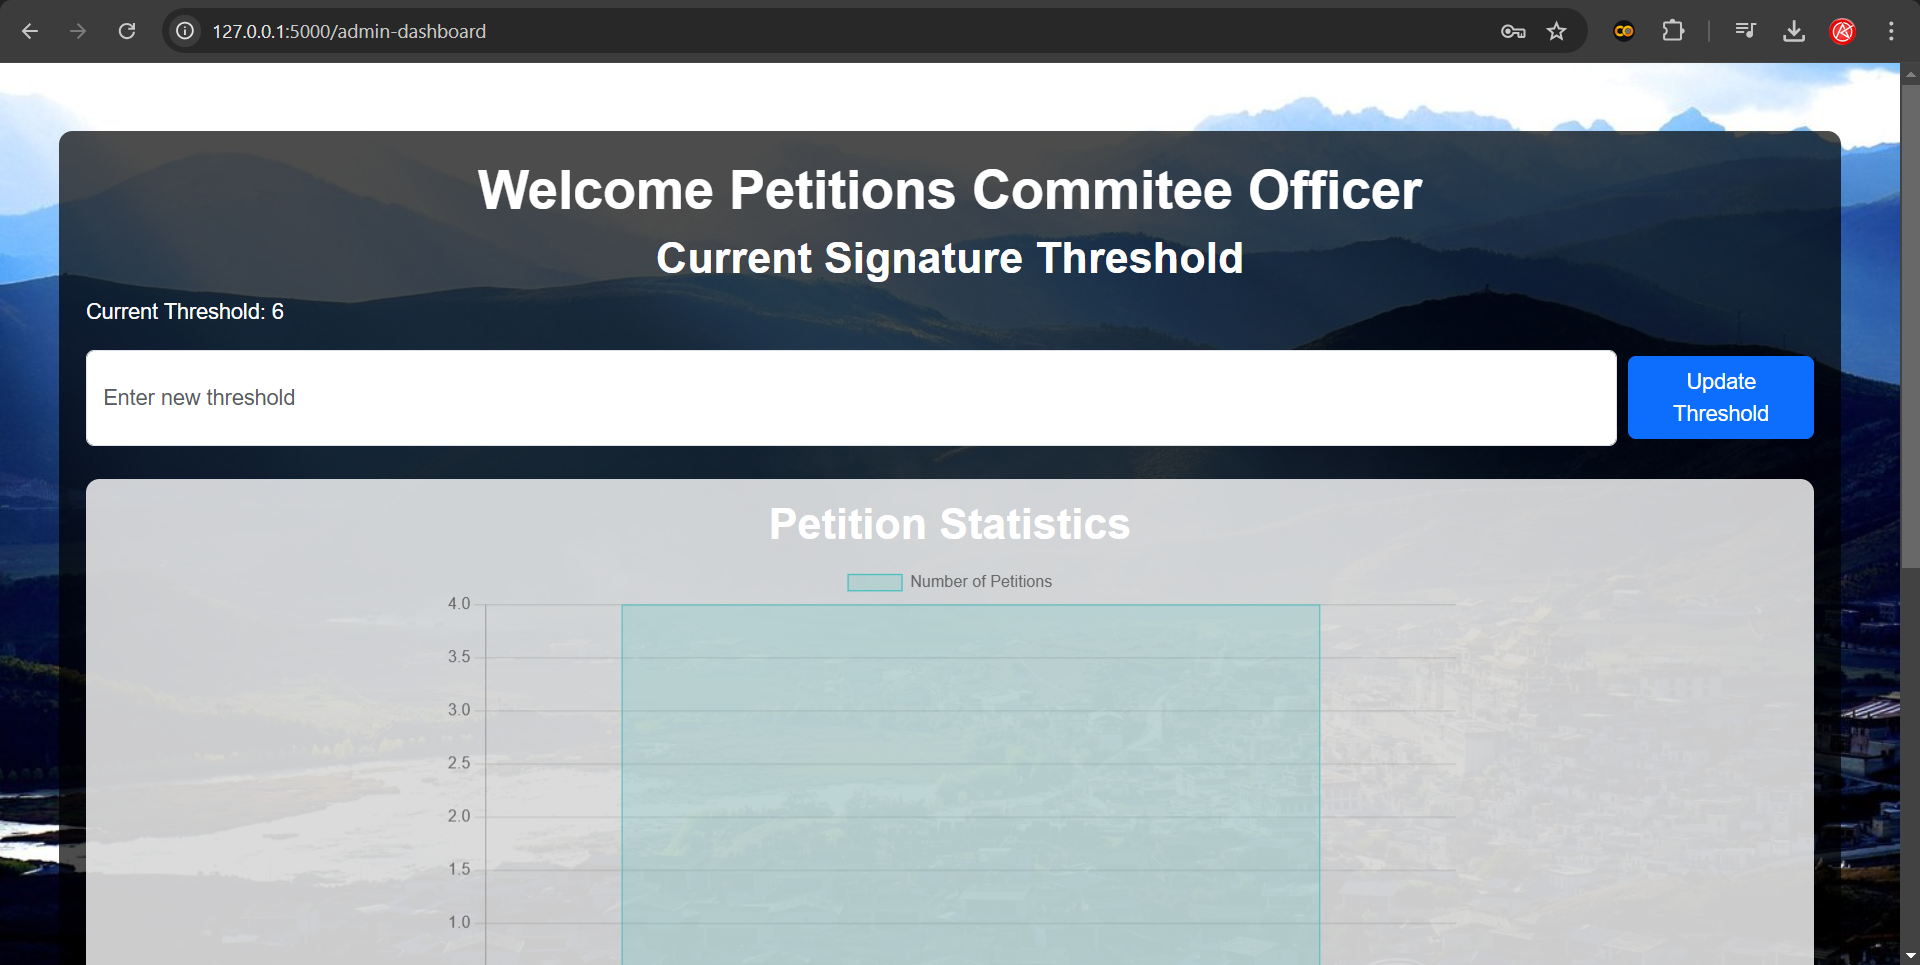 127.0.0.1:5000/admin-dashboard
Welcome Petitions Commitee Officer
Current Signature Threshold
Current Threshold: 6
Enter new threshold
Update
Threshold
Petition Statistics
Number of Petitions
4.0
3.5
3.0
2.5
2.0
1.5
1.0